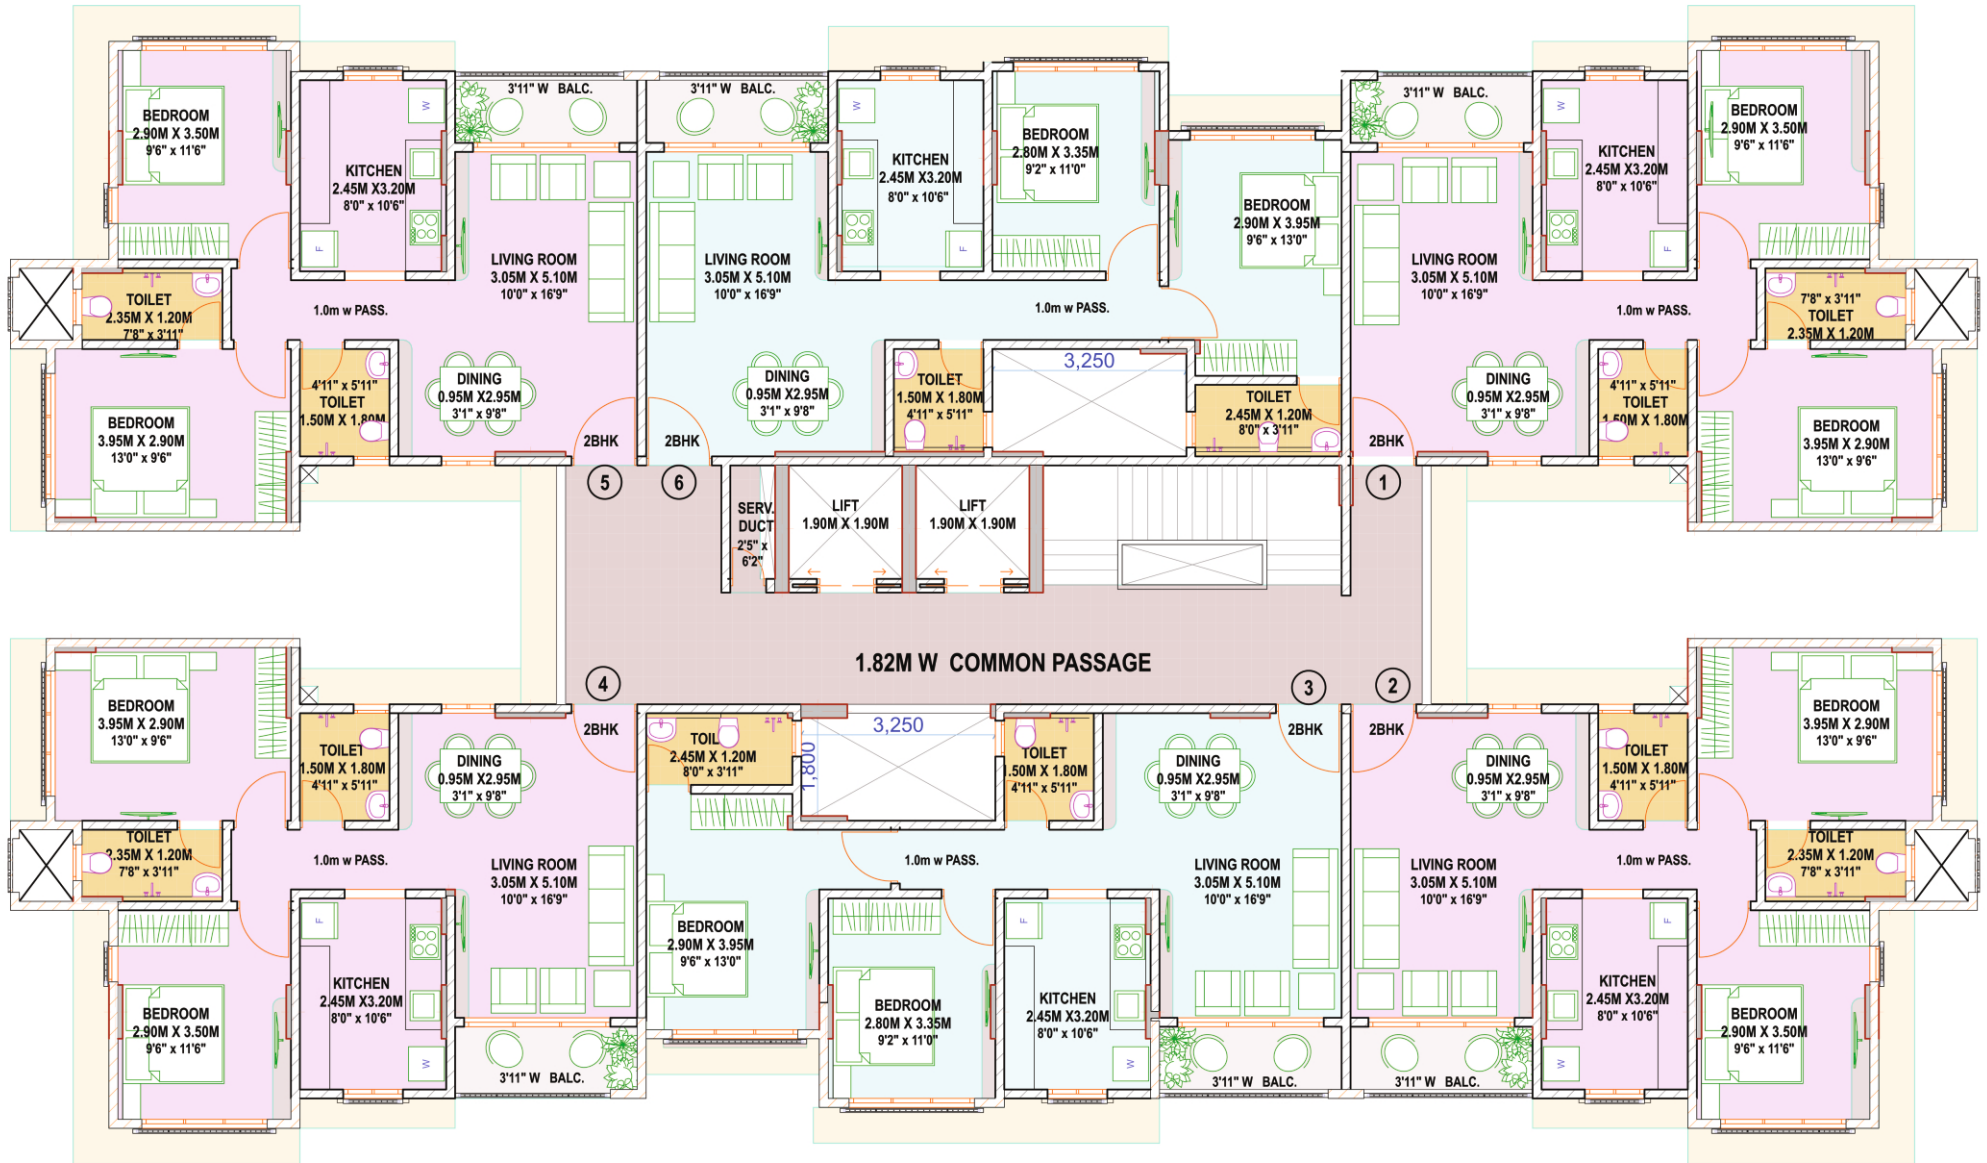 3'11" W BALC.
3'11" W BALC.
3'11" W BALC.
BEDROOM
2.90M X 3.50M
9'6" x 11'6"
KITCHEN
2.45M X3.20M
8'0" x 10'6"
W
F
LIVING ROOM
3.05M X 5.10M
10'0" x 16'9"
LIVING ROOM
3.05M X 5.10M
10'0" x 16'9"
W
KITCHEN
2.45M X3.20M
8'0" x 10'6"
F
BEDROOM
2.80M X 3.35M
9'2" x 11'0"
BEDROOM
2.90M X 3.95M
9'6" x 13'0"
LIVING ROOM
3.05M X 5.10M
10'0" x 16'9"
W
KITCHEN
2.45M X3.20M
8'0" x 10'6"
F
BEDROOM
2.90M X 3.50M
9'6" x 11'6"
TOILET
2.35M X 1.20M
7'8" x 3'11"
1.0m w PASS.
1.0m w PASS.
1.0m w PASS.
7'8" x 3'11"
TOILET
2.35M X 1.20M
BEDROOM
3.95M X 2.90M
13'0" x 9'6"
4'11" x 5'11"
TOILET
1.50M X 1.80M
DINING
0.95M X2.95M
3'1" x 9'8"
DINING
0.95M X2.95M
3'1" x 9'8"
TOILET
1.50M X 1.80M
4'11" x 5'11"
3,250
TOILET
2.45M X 1.20M
8'0" x 3'11"
DINING
0.95M X2.95M
3'1" x 9'8"
4'11" x 5'11"
TOILET
1.50M X 1.80M
BEDROOM
3.95M X 2.90M
13'0" x 9'6"
2BHK
2BHK
2BHK
5
6
1
SERV.
DUCT
2'5" x
6'2"
LIFT
1.90M X 1.90M
LIFT
1.90M X 1.90M
1.82M W COMMON PASSAGE
4
3
2
2BHK
2BHK
2BHK
BEDROOM
3.95M X 2.90M
13'0" x 9'6"
TOILET
1.50M X 1.80M
4'11" x 5'11"
DINING
0.95M X2.95M
3'1" x 9'8"
2.45M X 1.20M
8'0" x 3'11"
3,250
1,800
TOILET
1.50M X 1.80M
4'11" x 5'11"
DINING
0.95M X2.95M
3'1" x 9'8"
DINING
0.95M X2.95M
3'1" x 9'8"
TOILET
1.50M X 1.80M
4'11" x 5'11"
BEDROOM
3.95M X 2.90M
13'0" x 9'6"
TOILET
2.35M X 1.20M
7'8" x 3'11"
1.0m w PASS.
1.0m w PASS.
1.0m w PASS.
TOILET
2.35M X 1.20M
7'8" x 3'11"
LIVING ROOM
3.05M X 5.10M
10'0" x 16'9"
LIVING ROOM
3.05M X 5.10M
10'0" x 16'9"
LIVING ROOM
3.05M X 5.10M
10'0" x 16'9"
BEDROOM
2.90M X 3.50M
9'6" x 11'6"
F
KITCHEN
2.45M X3.20M
8'0" x 10'6"
W
BEDROOM
2.90M X 3.95M
9'6" x 13'0"
BEDROOM
2.80M X 3.35M
9'2" x 11'0"
F
KITCHEN
2.45M X3.20M
8'0" x 10'6"
W
F
KITCHEN
2.45M X3.20M
8'0" x 10'6"
W
BEDROOM
2.90M X 3.50M
9'6" x 11'6"
3'11" W BALC.
3'11" W BALC.
3'11" W BALC.